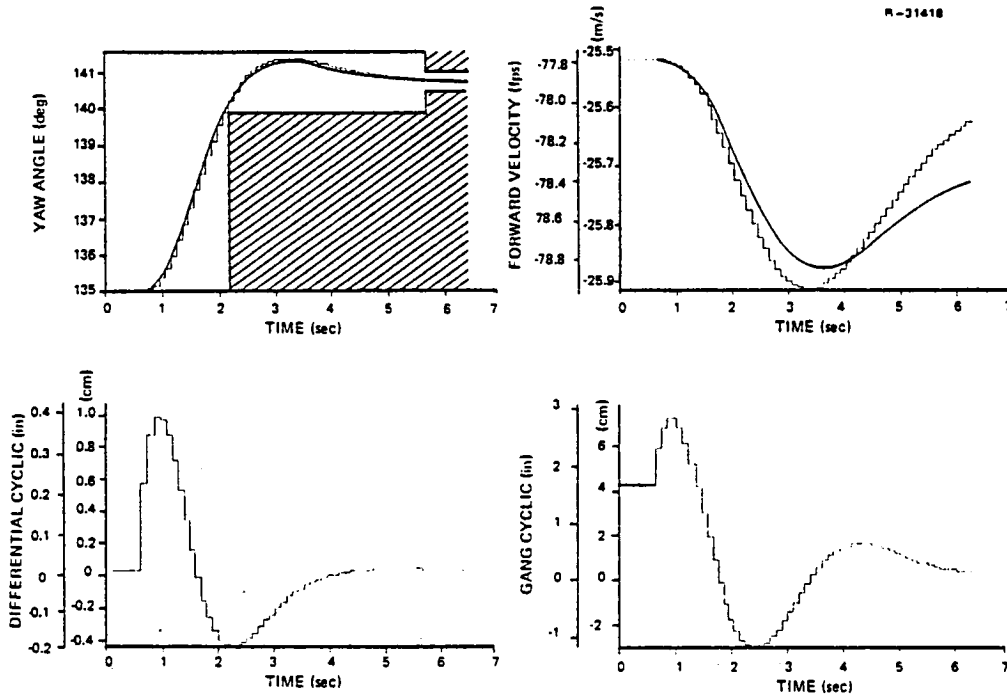 R-31418
YAW ANGLE (deg)
141
140
139
138
137
136
135
0 1 2 3 4 5 6 7
TIME (sec)
FORWARD VELOCITY (fps)
-77.8
-78.0
-78.2
-78.4
-78.6
-78.8
(m/s)
-25.5
-25.6
-25.7
-25.8
-25.9
0 1 2 3 4 5 6 7
TIME (sec)
DIFFERENTIAL CYCLIC (in)
0.4
0.3
0.2
0.1
0
-0.1
-0.2
(cm)
1.0
0.8
0.6
0.4
0.2
0
-0.2
-0.4
0 1 2 3 4 5 6 7
TIME (sec)
GANG CYCLIC (in)
3
2
1
0
-1
(cm)
6
4
2
0
-2
0 1 2 3 4 5 6 7
TIME (sec)